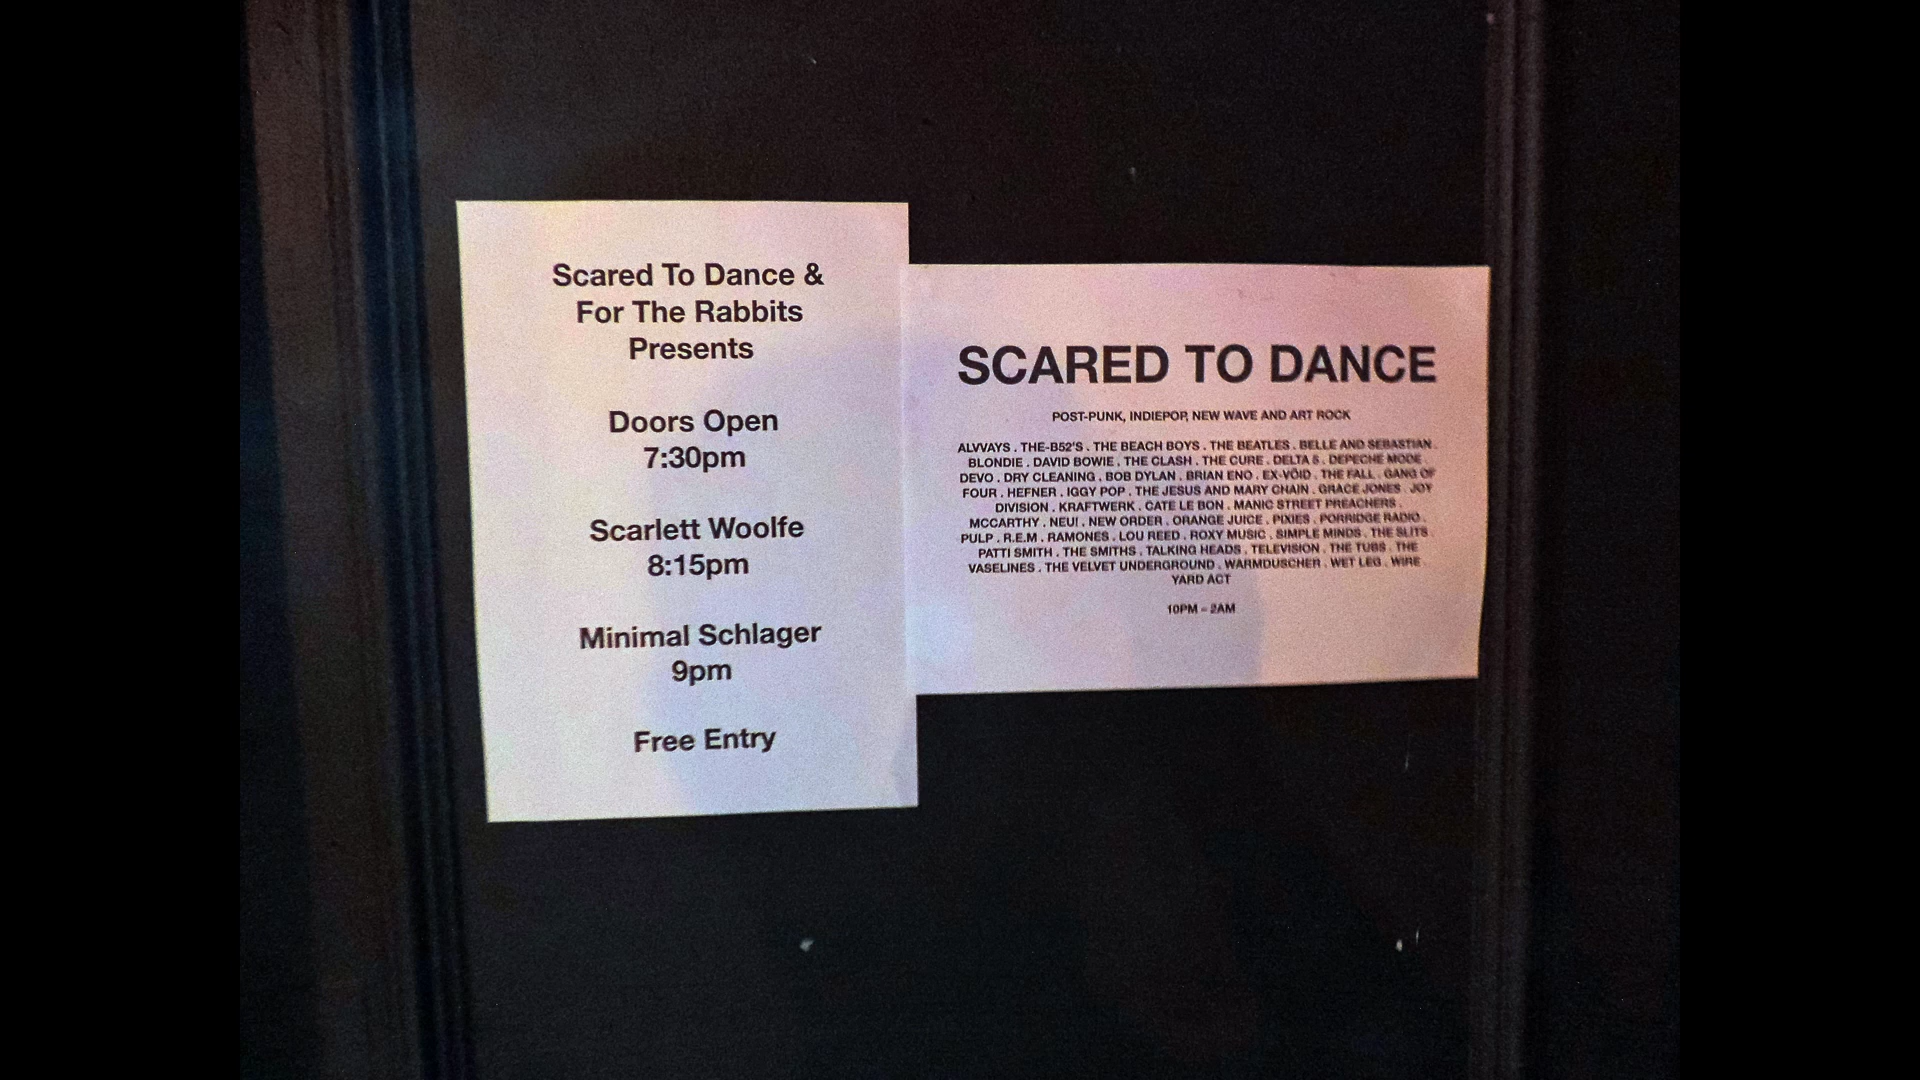 Scared To Dance &
For The Rabbits
Presents
Doors Open
7:30pm
Scarlett Woolfe
8:15pm
Minimal Schlager
9pm
Free Entry
SCARED TO DANCE
POST-PUNK, INDIEPOP, NEW WAVE AND ART ROCK
ALVVAYS . THE-B52'S . THE BEACH BOYS . THE BEATLES . BELLE AND SEBASTIAN .
BLONDIE . DAVID BOWIE . THE CLASH . THE CURE . DELTA 5 . DEPECHE MODE .
DEVO . DRY CLEANING . BOB DYLAN . BRIAN ENO . EX-VÖID . THE FALL . GANG OF
FOUR . HEFNER . IGGY POP . THE JESUS AND MARY CHAIN . GRACE JONES . JOY
DIVISION . KRAFTWERK . CATE LE BON . MANIC STREET PREACHERS .
MCCARTHY . NEU! . NEW ORDER . ORANGE JUICE . PIXIES . PORRIDGE RADIO .
PULP . R.E.M . RAMONES . LOU REED . ROXY MUSIC . SIMPLE MINDS . THE SLITS .
PATTI SMITH . THE SMITHS . TALKING HEADS . TELEVISION . THE TUBS . THE
VASELINES . THE VELVET UNDERGROUND . WARMDUSCHER . WET LEG . WIRE .
YARD ACT
10PM - 2AM